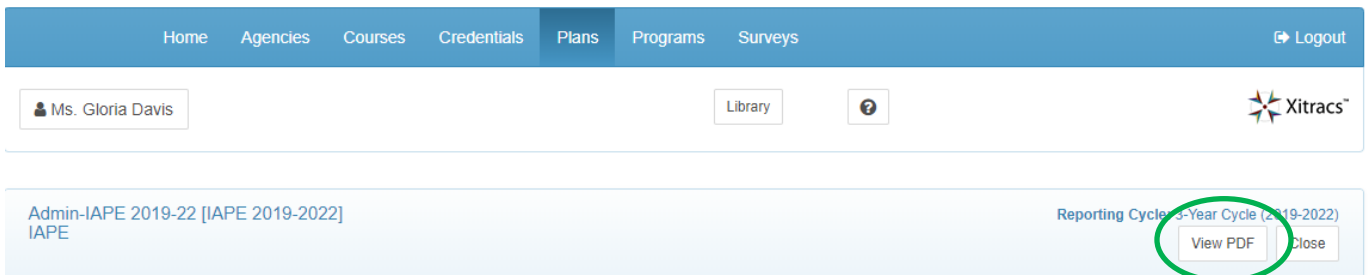 Home Agencies Courses Credentials Plans Programs Surveys Logout
Ms. Gloria Davis Library Xitracs™
Admin-IAPE 2019-22 [IAPE 2019-2022] Reporting Cycle: 3-Year Cycle (2019-2022)
IAPE
View PDF Close